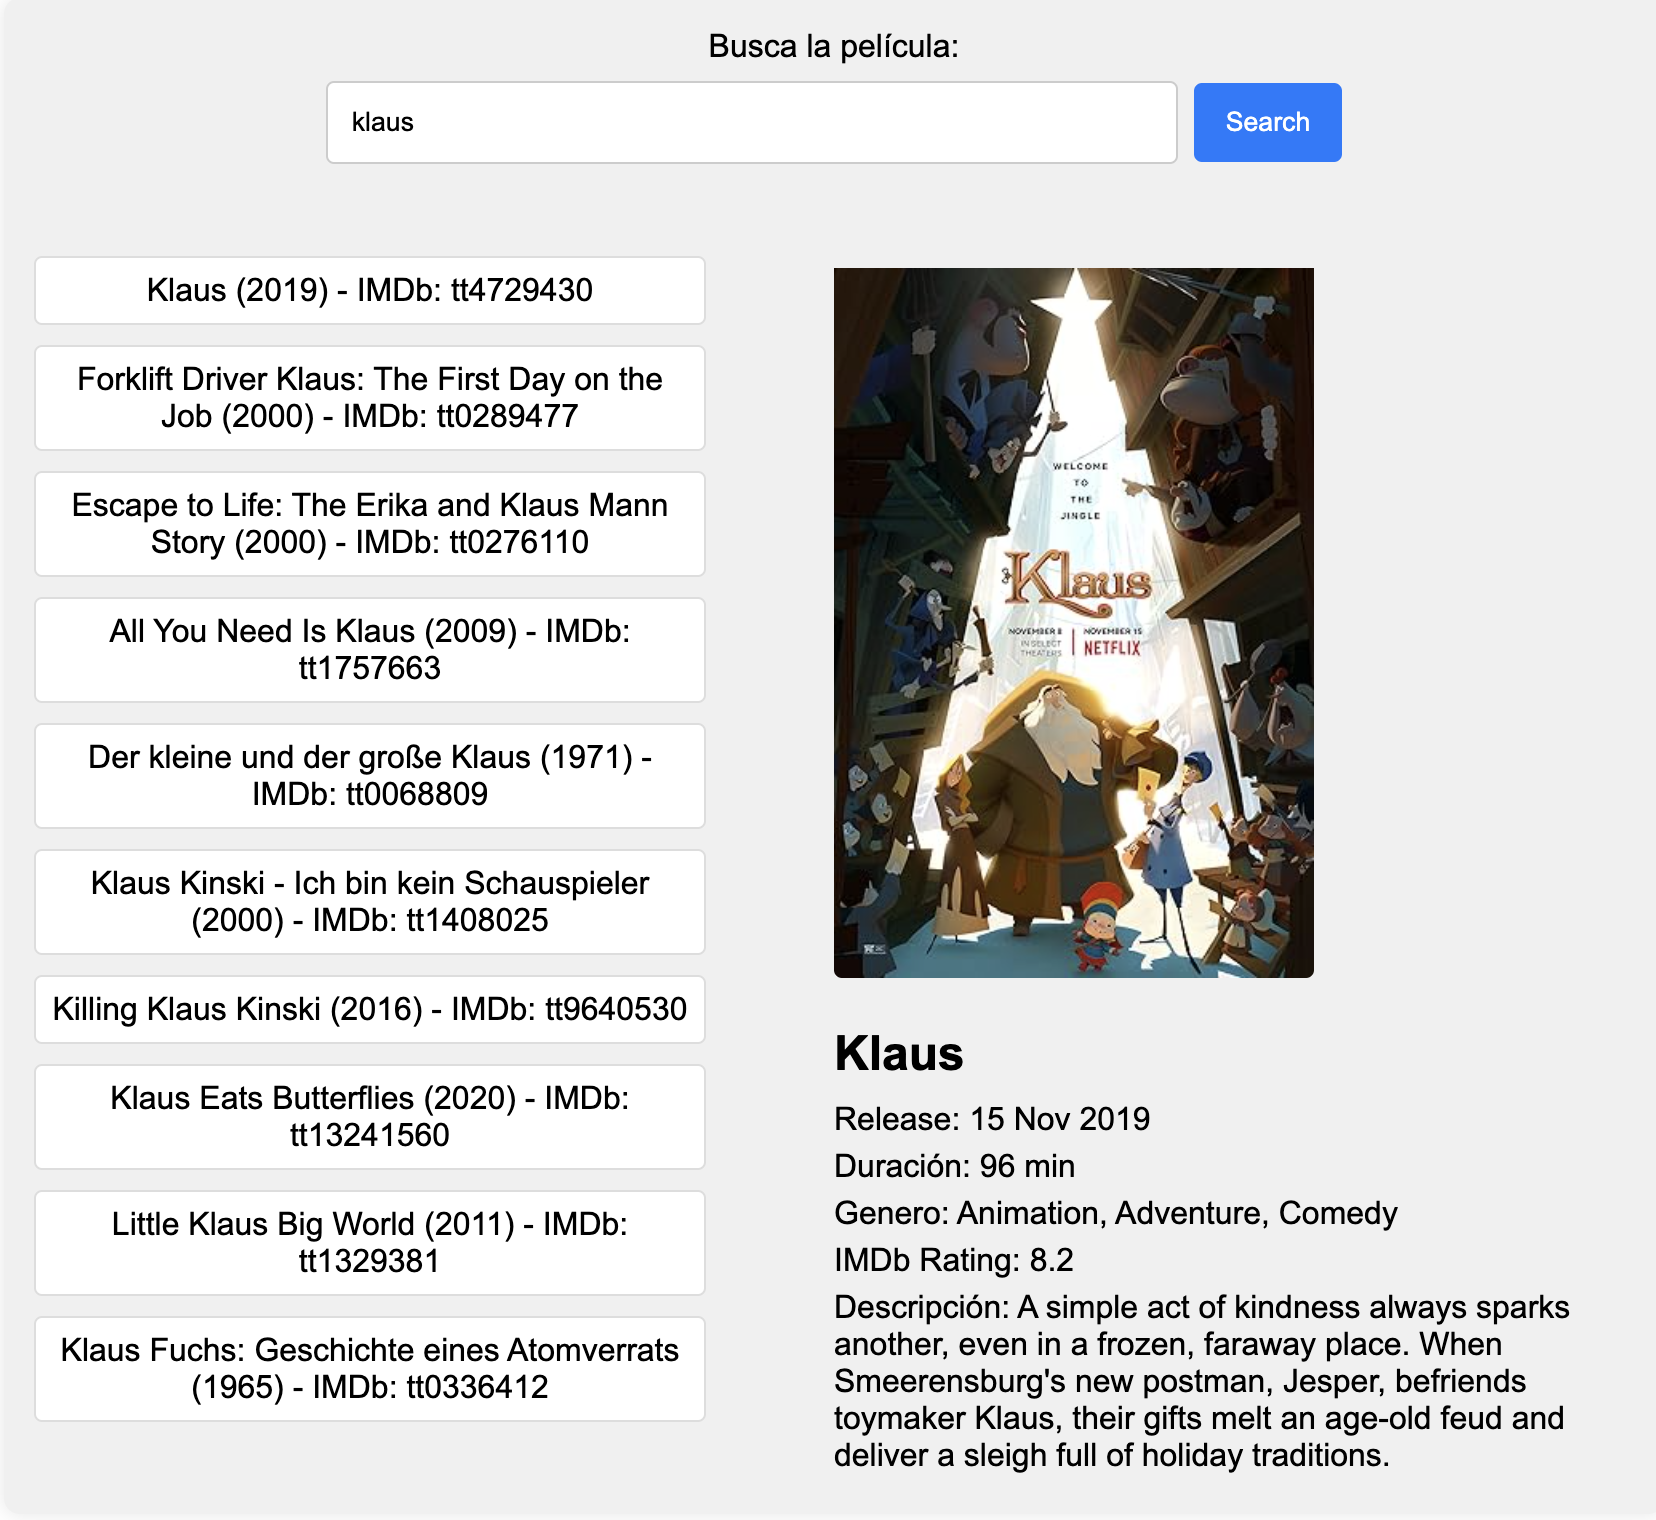 Busca la película:
klaus
Search
Klaus (2019) - IMDb: tt4729430
Forklift Driver Klaus: The First Day on the
Job (2000) - IMDb: tt0289477
Escape to Life: The Erika and Klaus Mann
Story (2000) - IMDb: tt0276110
All You Need Is Klaus (2009) - IMDb:
tt1757663
Der kleine und der große Klaus (1971) -
IMDb: tt0068809
Klaus Kinski - Ich bin kein Schauspieler
(2000) - IMDb: tt1408025
Killing Klaus Kinski (2016) - IMDb: tt9640530
Klaus Eats Butterflies (2020) - IMDb:
tt13241560
Little Klaus Big World (2011) - IMDb:
tt1329381
Klaus Fuchs: Geschichte eines Atomverrats
(1965) - IMDb: tt0336412
WELCOME
TO
THE
JINGLE
Klaus
NOVEMBER 8
IN SELECT
THEATERS
NOVEMBER 15
NETFLIX
Klaus
Release: 15 Nov 2019
Duración: 96 min
Genero: Animation, Adventure, Comedy
IMDb Rating: 8.2
Descripción: A simple act of kindness always sparks
another, even in a frozen, faraway place. When
Smeerensburg's new postman, Jesper, befriends
toymaker Klaus, their gifts melt an age-old feud and
deliver a sleigh full of holiday traditions.